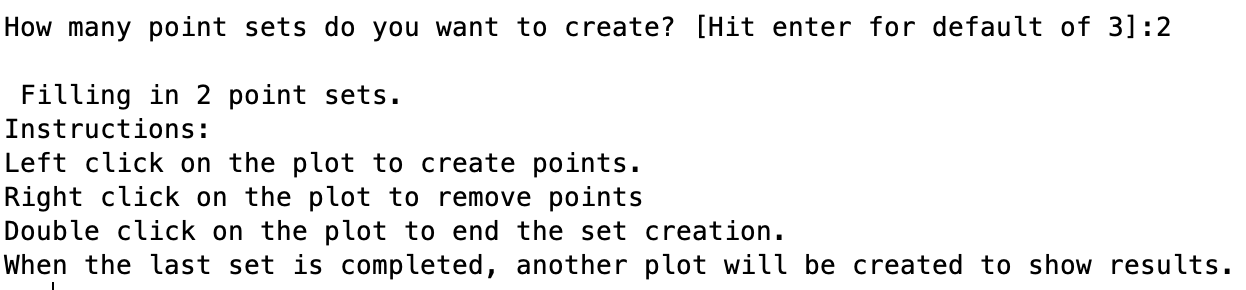 How many point sets do you want to create? [Hit enter for default of 3]:2
Filling in 2 point sets.
Instructions:
Left click on the plot to create points.
Right click on the plot to remove points
Double click on the plot to end the set creation.
When the last set is completed, another plot will be created to show results.